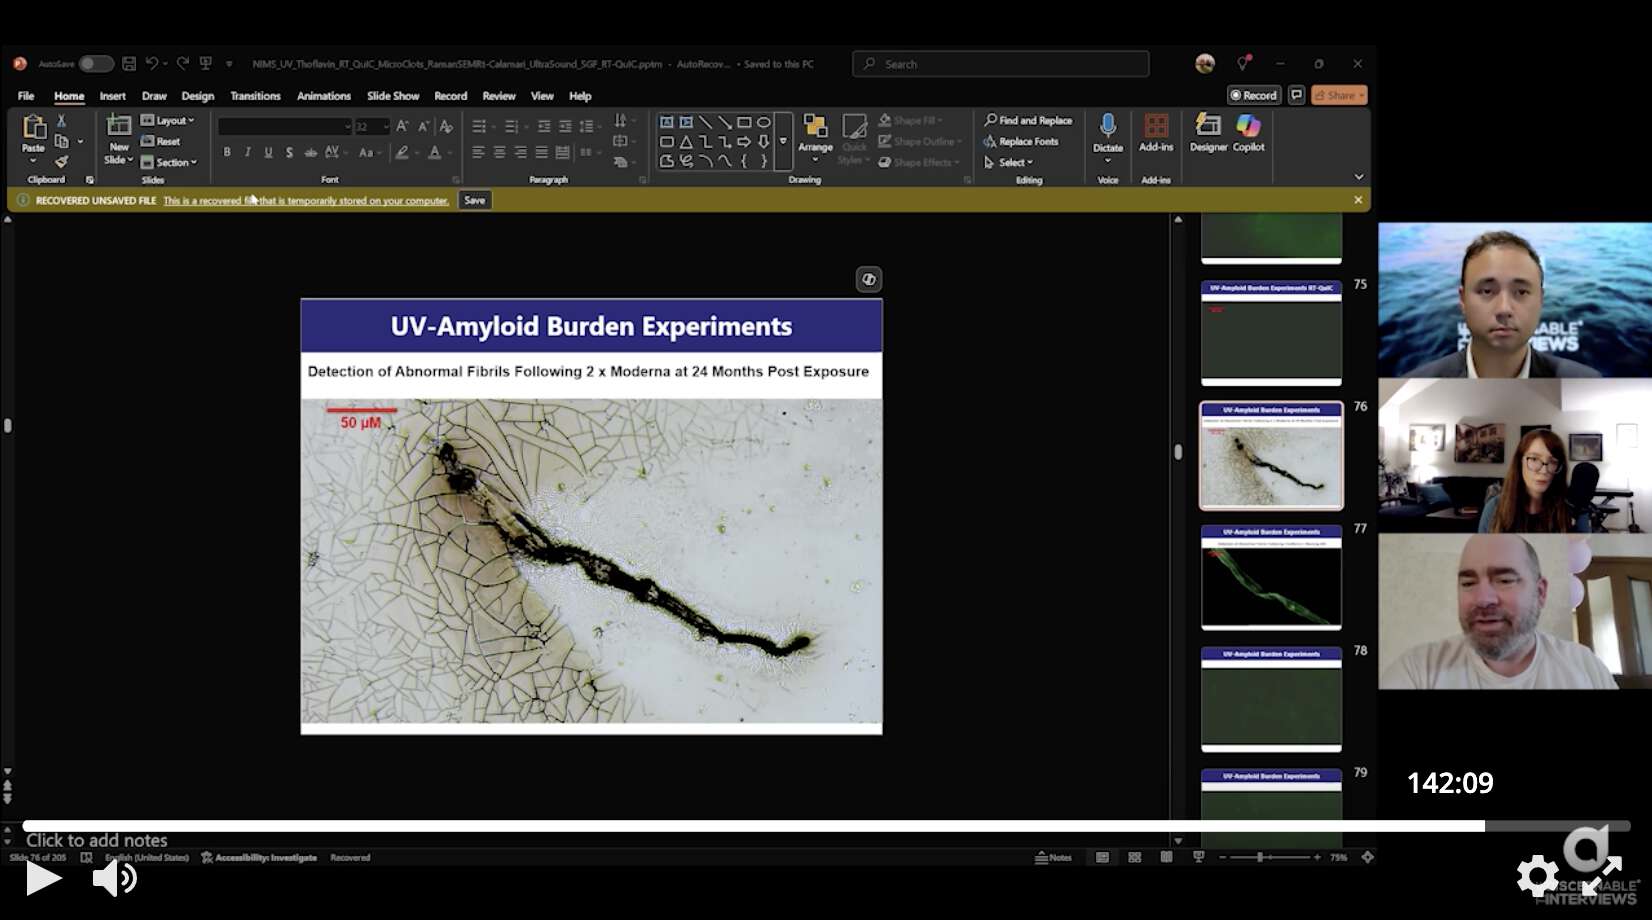 AutoSave
NIMS_UV_Thoflavin_RT_QuIC_MicroClots_RamanSEMRt-Calamari_UltraSound_SGF_RT-QuIC.pptm • AutoRecov... • Saved to this PC
Search
File Home Insert Draw Design Transitions Animations Slide Show Record Review View Help
Record
Share
Paste
New
Slide
Layout
Reset
Section
32
B I U S ab AV Aa A
Shape Fill
Shape Outline
Shape Effects
Arrange
Quick
Styles
Find and Replace
Replace Fonts
Select
Dictate
Add-ins
Designer
Copilot
Clipboard Slides Font Paragraph Drawing Editing Voice Add-ins
RECOVERED UNSAVED FILE This is a recovered file that is temporarily stored on your computer. Save
UV-Amyloid Burden Experiments
Detection of Abnormal Fibrils Following 2 x Moderna at 24 Months Post Exposure
50 µM
75
UV-Amyloid Burden Experiments RT-QuIC
76
UV-Amyloid Burden Experiments
77
UV-Amyloid Burden Experiments
78
UV-Amyloid Burden Experiments
79
UV-Amyloid Burden Experiments
142:09
Click to add notes
Slide 76 of 205 English (United States) Accessibility: Investigate Recovered
Notes
75%
INTERVIEWS